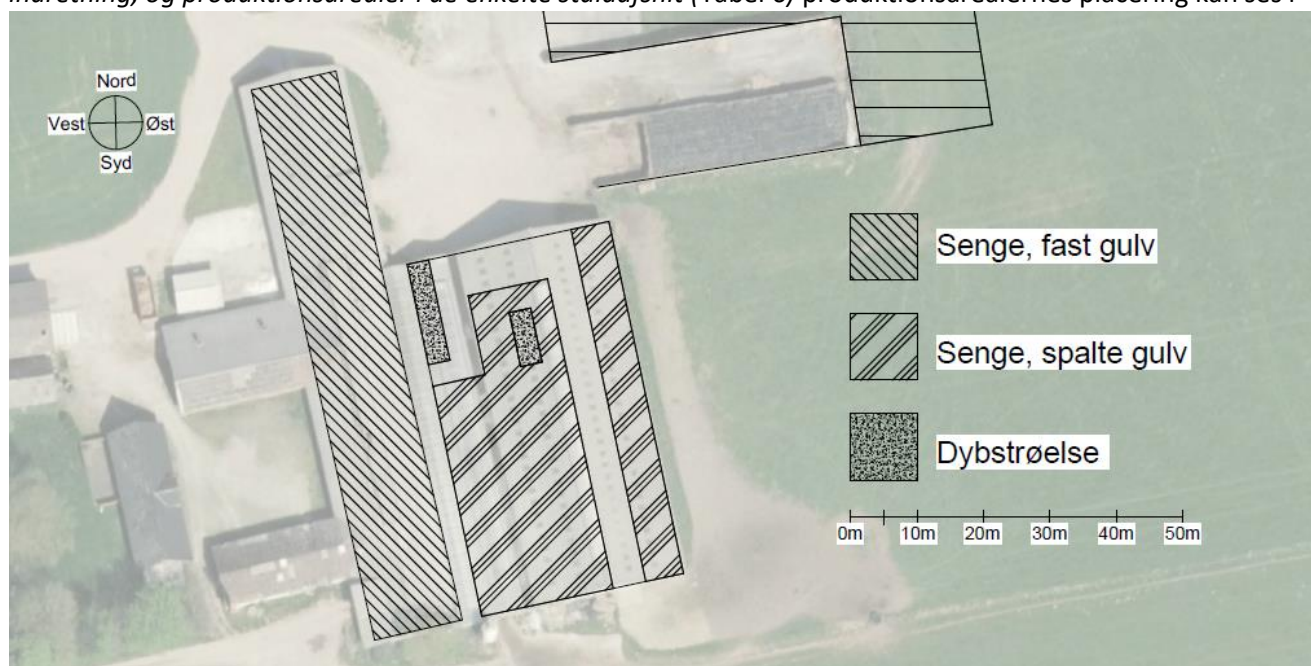 indretning, og produktionsarealer i de enkelte staldafsnit (Tabel 6) produktionsarealernes placering kan ses i
Nord
Vest Øst
Syd
Senge, fast gulv
Senge, spalte gulv
Dybstrøelse
0m 10m 20m 30m 40m 50m